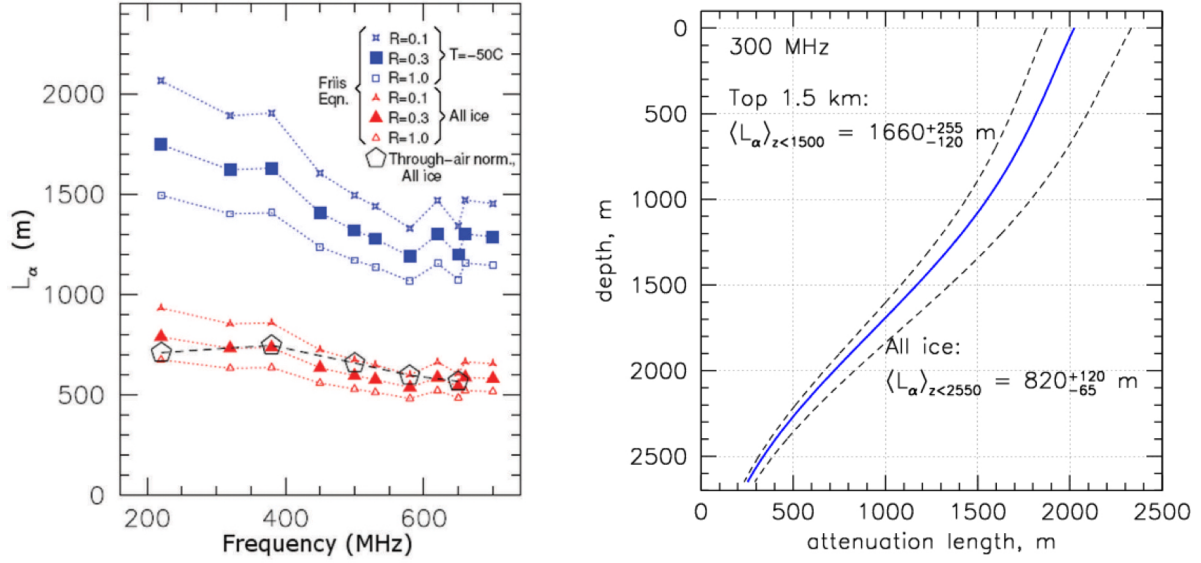 2000
1500
1000
500
0
Lα (m)
200
400
600
Frequency (MHz)
Friis
Eqn.
R=0.1
R=0.3
R=1.0
T=−50C
R=0.1
R=0.3
R=1.0
All ice
Through−air norm.,
All ice
0
500
1000
1500
2000
2500
depth, m
300 MHz
Top 1.5 km:
⟨Lα⟩z<1500 = 1660+255−120 m
All ice:
⟨Lα⟩z<2550 = 820+120−65 m
0
500
1000
1500
2000
2500
attenuation length, m